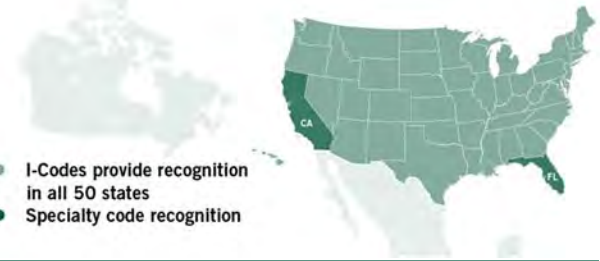 CA
I-Codes provide recognition
in all 50 states
FL
Specialty code recognition